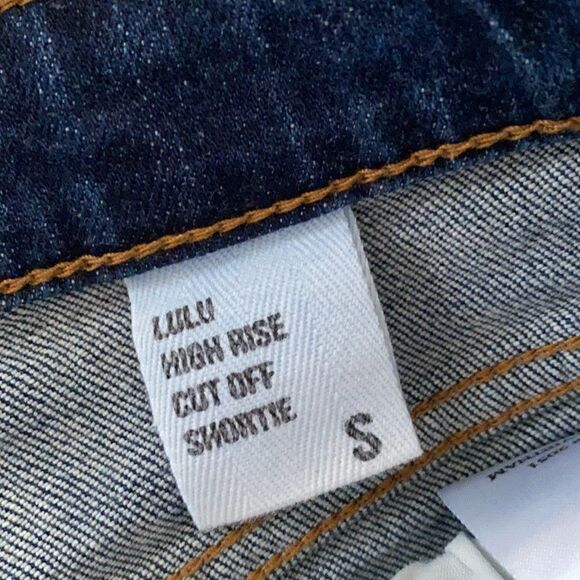 LULU
HIGH RISE
CUT OFF
SHORTIE
S